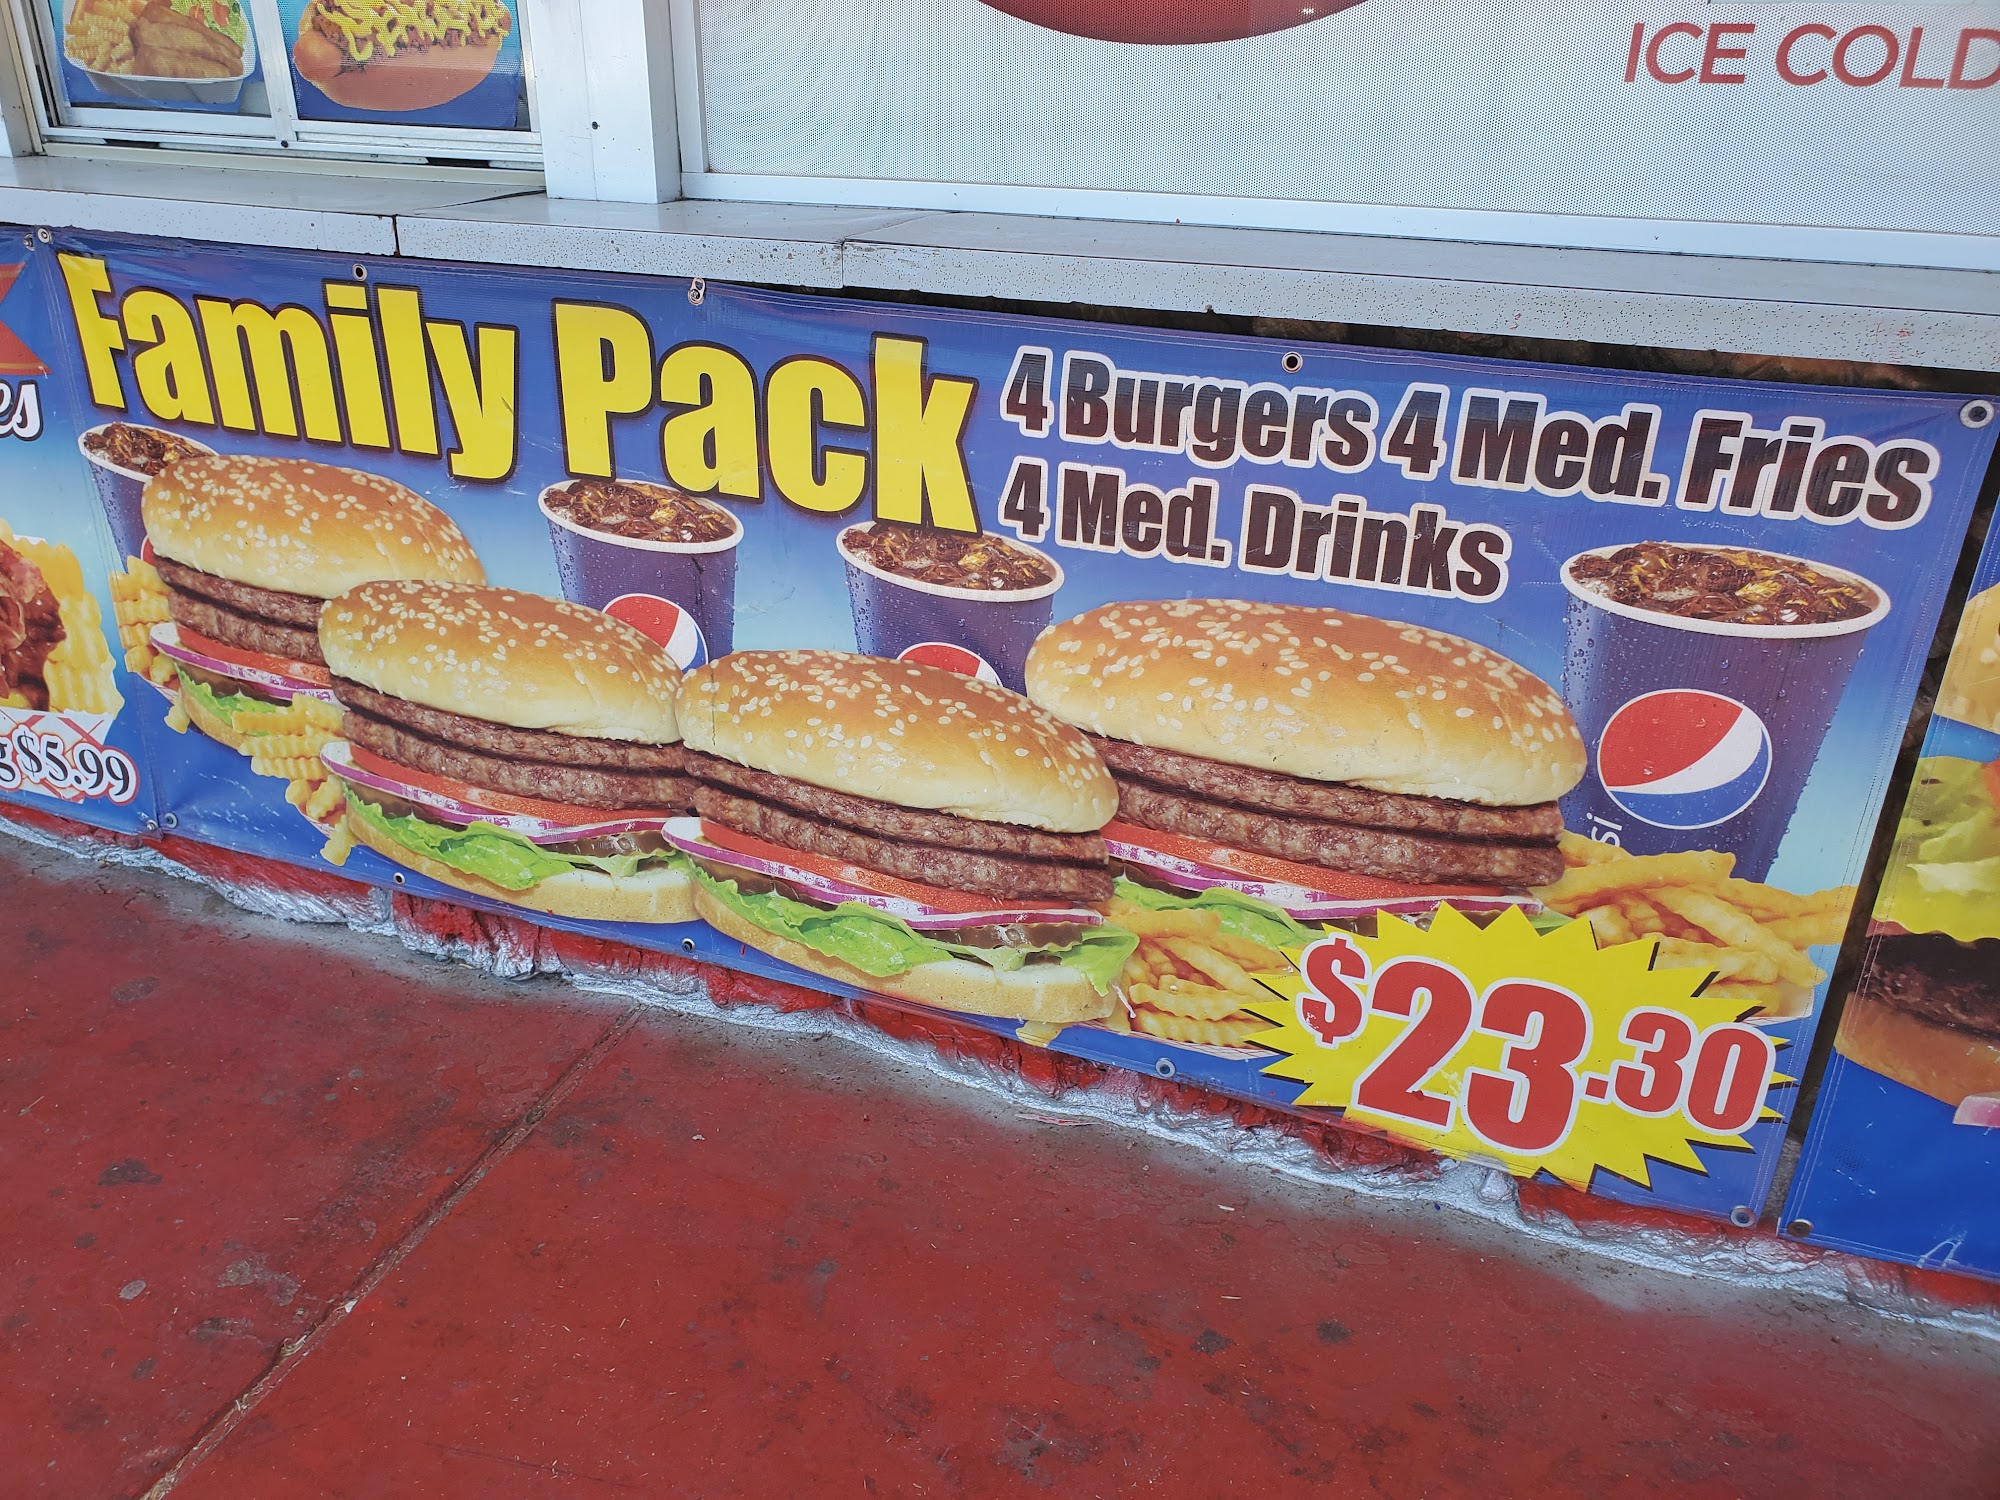 ICE COLD
Family Pack
4 Burgers 4 Med. Fries
4 Med. Drinks
$23.30
$5.99